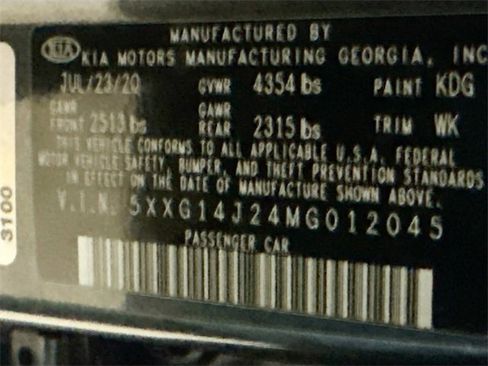 MANUFACTURED BY
KIA KIA MOTORS MANUFACTURING GEORGIA, INC
JUL/23/20 GVWR 4354 lbs PAINT KDG
GAWR FRONT 2513 lbs GAWR REAR 2315 lbs TRIM WK
THIS VEHICLE CONFORMS TO ALL APPLICABLE U.S.A. FEDERAL
MOTOR VEHICLE SAFETY, BUMPER, AND THEFT PREVENTION STANDARDS
IN EFFECT ON THE DATE OF MANUFACTURE SHOWN ABOVE.
V.I.N. 5XXG14J24MG012045
PASSENGER CAR
3100